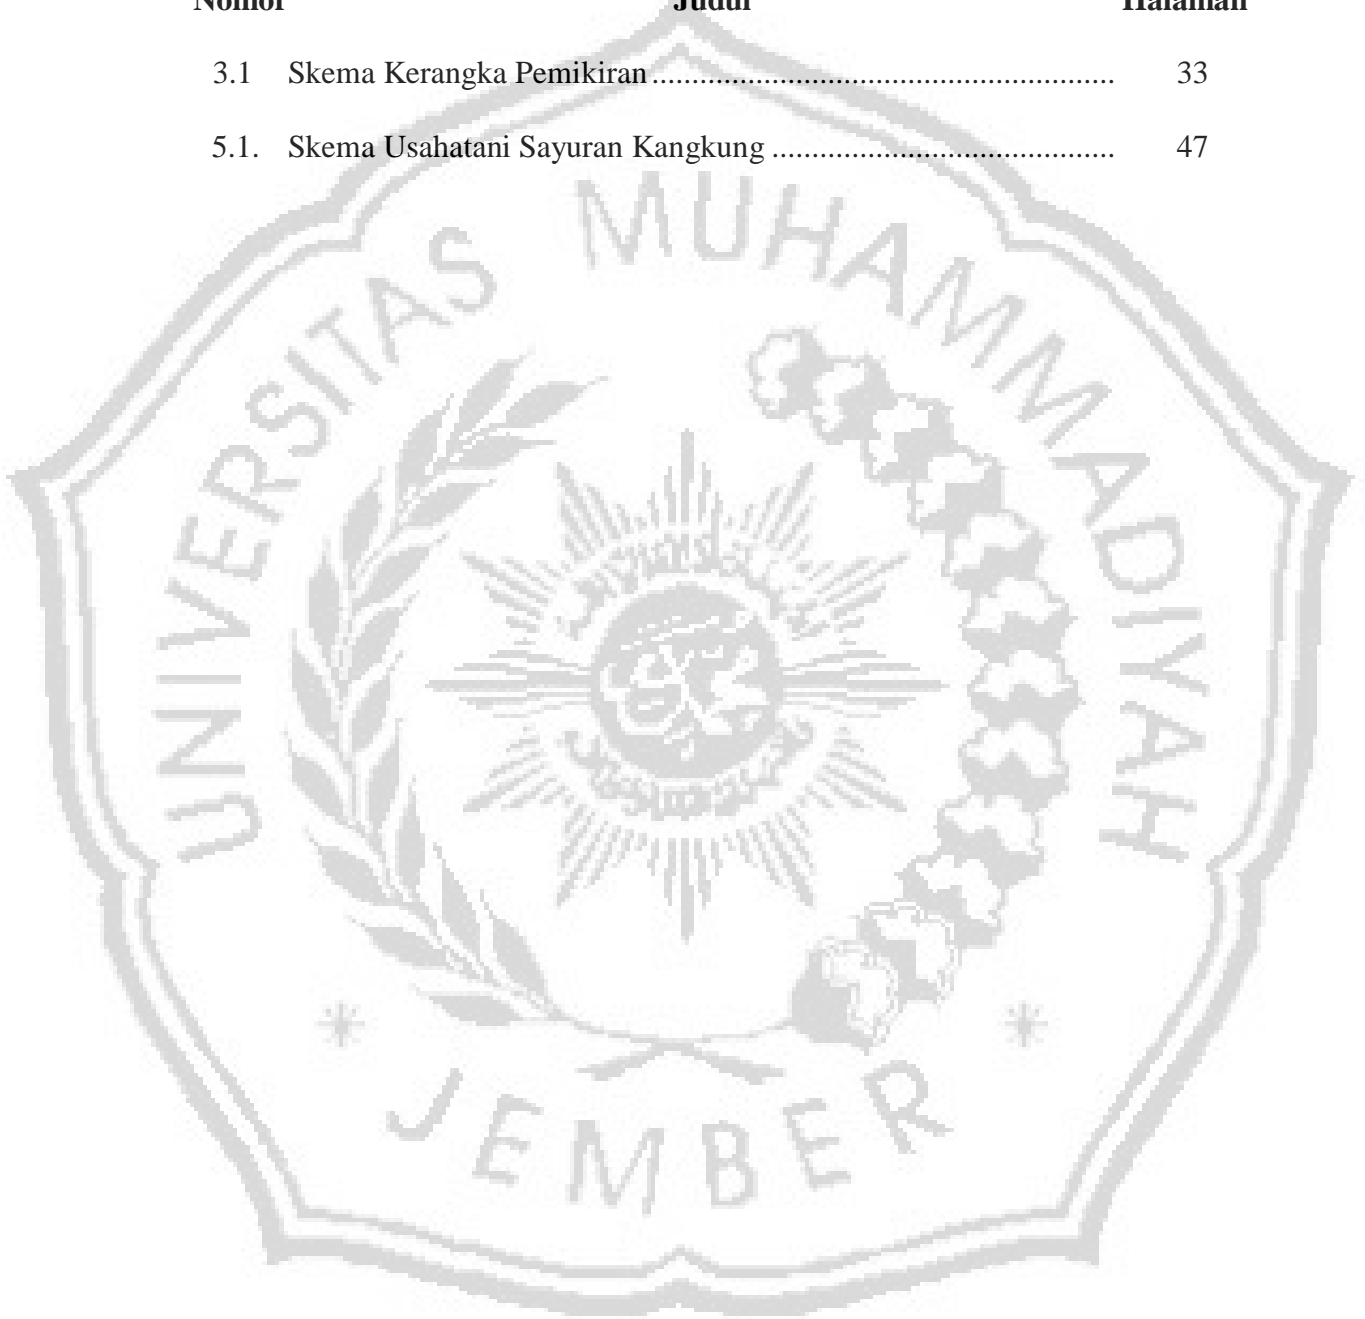 Nomor Judul Halaman
3.1 Skema Kerangka Pemikiran ........................................................ 33
5.1. Skema Usahatani Sayuran Kangkung ......................................... 47
UNIVERSITAS MUHAMMADIYAH
JEMBER